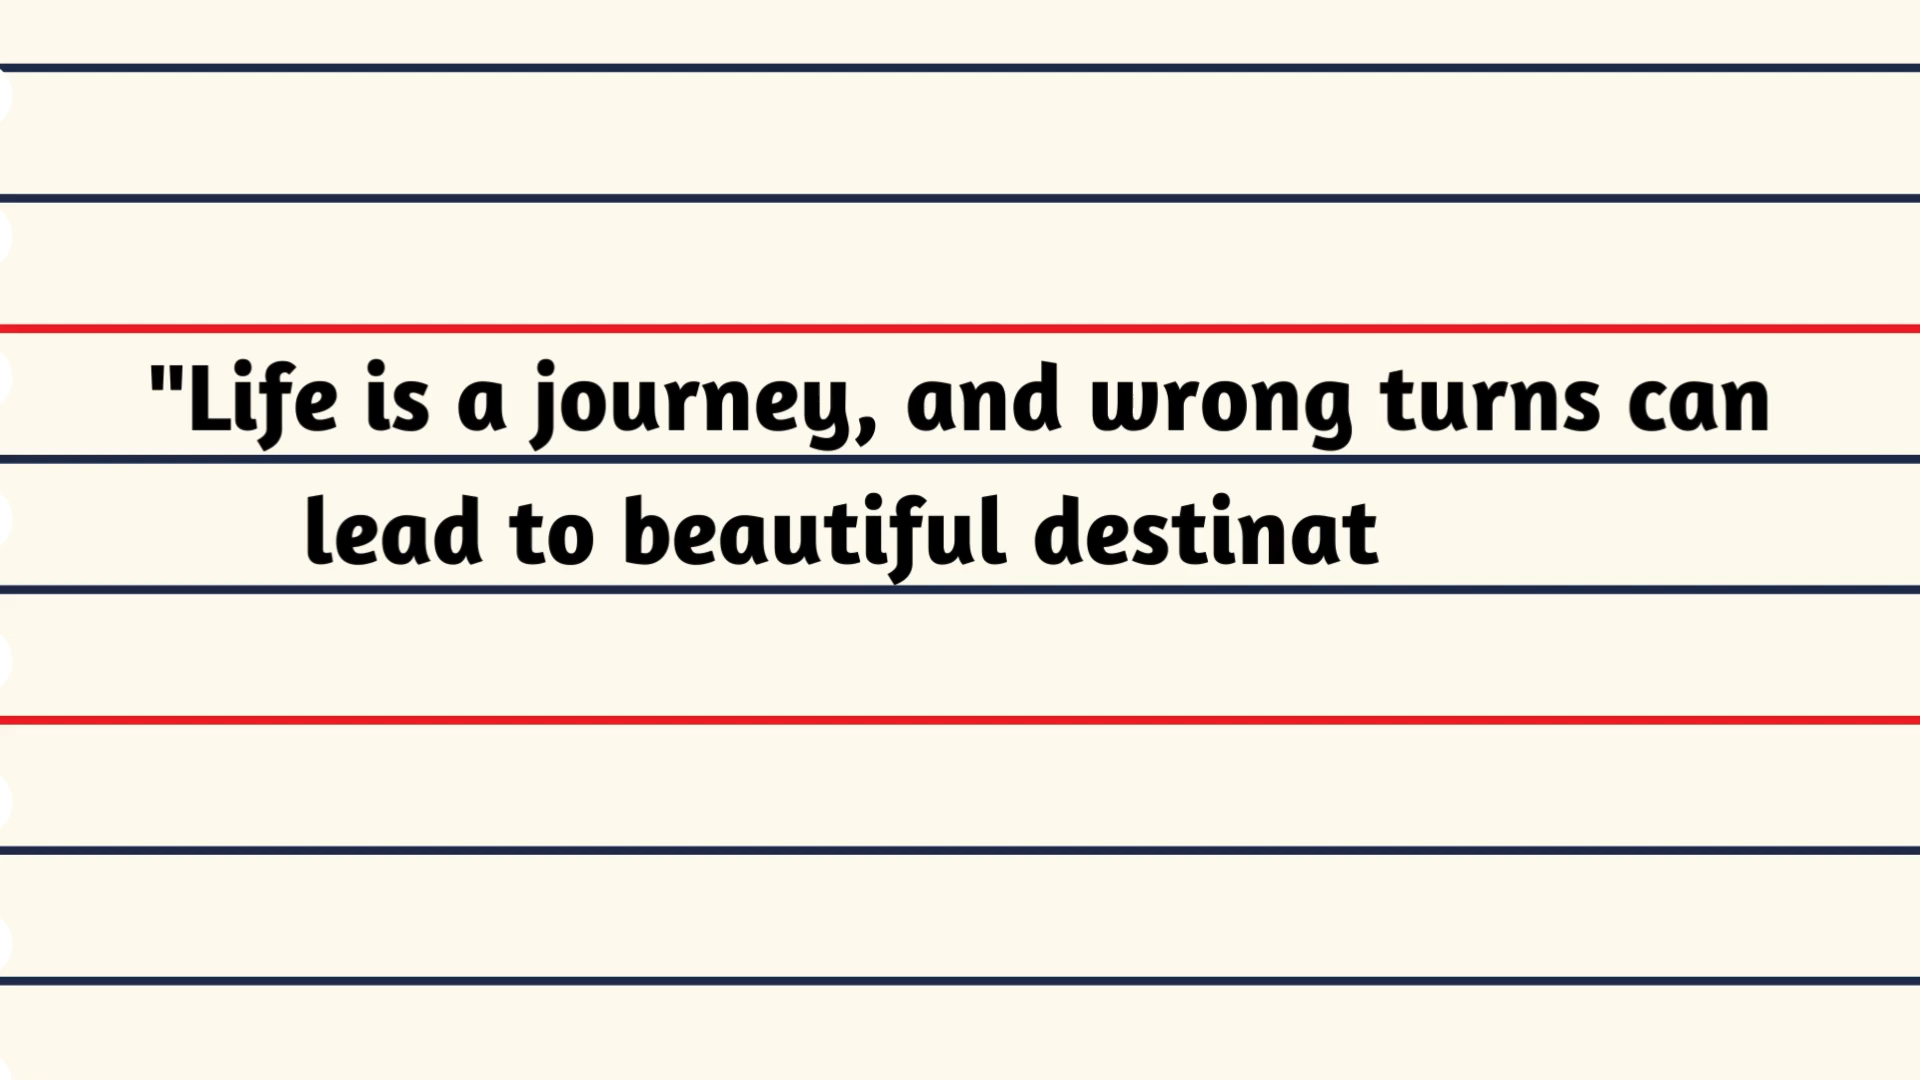 "Life is a journey, and wrong turns can
lead to beautiful destinat